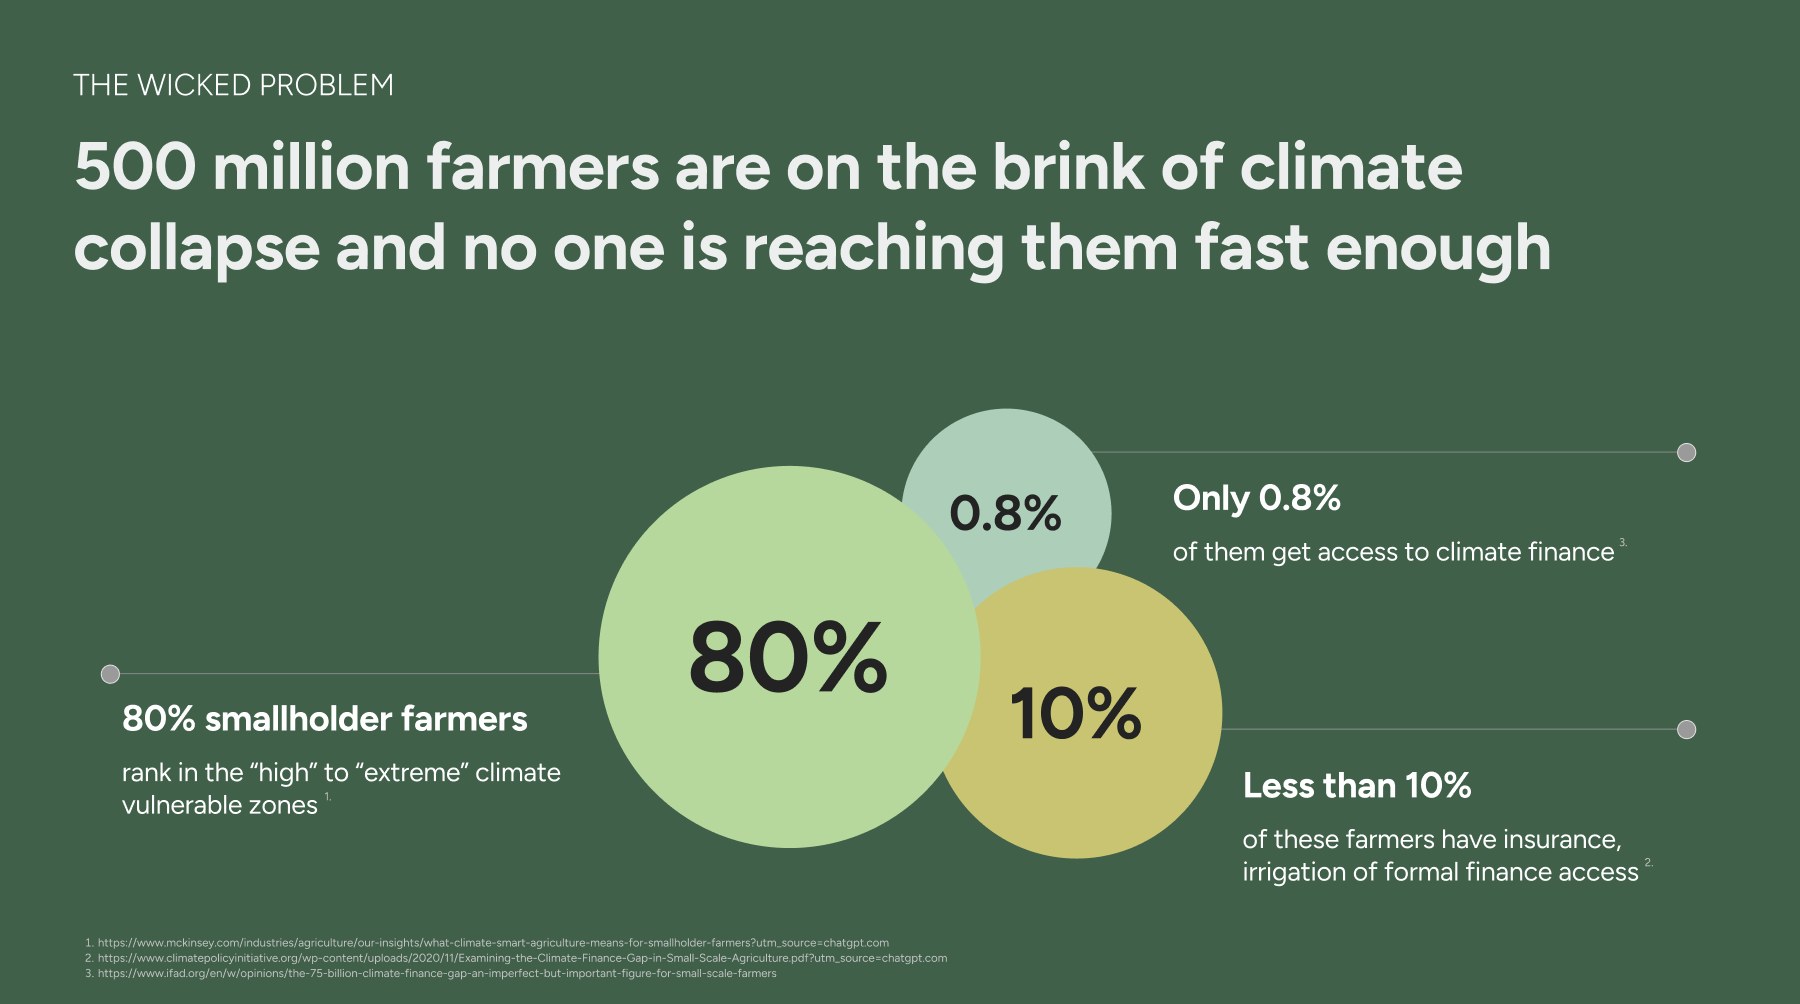 THE WICKED PROBLEM
500 million farmers are on the brink of climate
collapse and no one is reaching them fast enough
0.8%
Only 0.8%
of them get access to climate finance 3.
80%
80% smallholder farmers
rank in the “high” to “extreme” climate
vulnerable zones 1.
10%
Less than 10%
of these farmers have insurance,
irrigation of formal finance access 2.
1. https://www.mckinsey.com/industries/agriculture/our-insights/what-climate-smart-agriculture-means-for-smallholder-farmers?utm_source=chatgpt.com
2. https://www.climatepolicyinitiative.org/wp-content/uploads/2020/11/Examining-the-Climate-Finance-Gap-in-Small-Scale-Agriculture.pdf?utm_source=chatgpt.com
3. https://www.ifad.org/en/w/opinions/the-75-billion-climate-finance-gap-an-imperfect-but-important-figure-for-small-scale-farmers